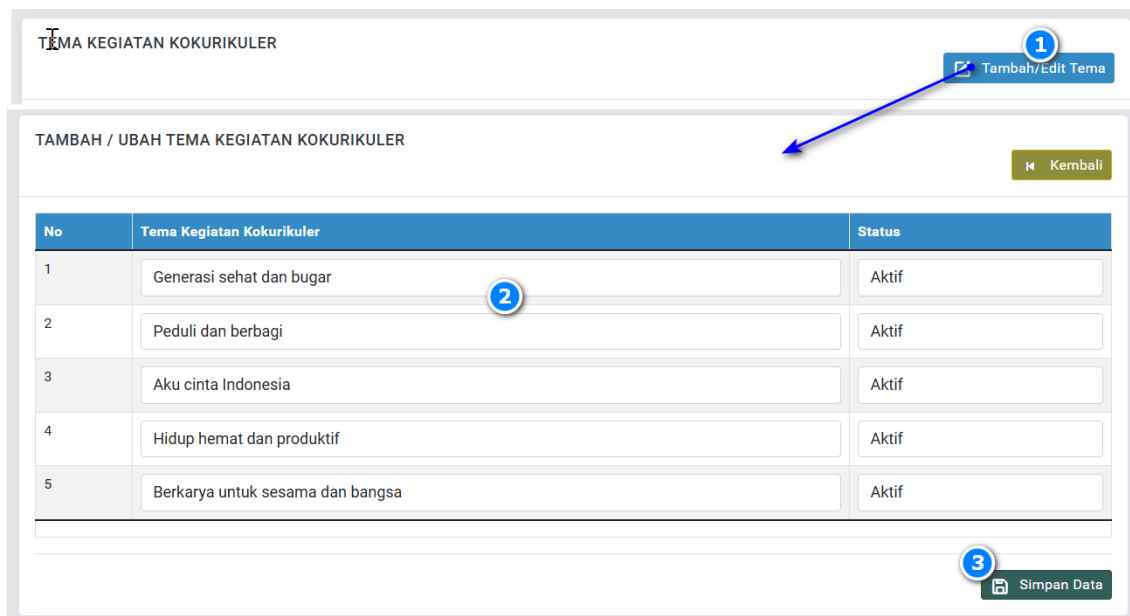 TEMA KEGIATAN KOKURIKULER
1
Tambah/Edit Tema
TAMBAH / UBAH TEMA KEGIATAN KOKURIKULER
Kembali
No Tema Kegiatan Kokurikuler Status
1 Generasi sehat dan bugar Aktif
2
2 Peduli dan berbagi Aktif
3 Aku cinta Indonesia Aktif
4 Hidup hemat dan produktif Aktif
5 Berkarya untuk sesama dan bangsa Aktif
3
Simpan Data